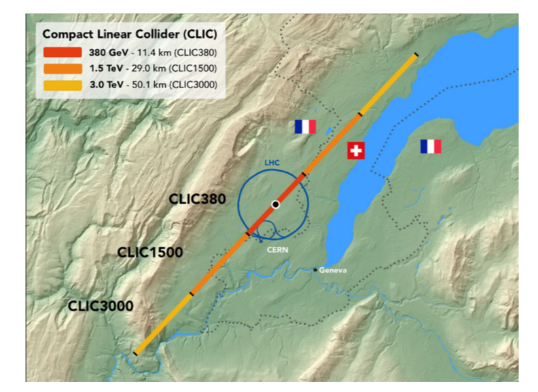 Compact Linear Collider (CLIC)
380 GeV - 11.4 km (CLIC380)
1.5 TeV - 29.0 km (CLIC1500)
3.0 TeV - 50.1 km (CLIC3000)
LHC
CLIC380
CERN
CLIC1500
Geneva
CLIC3000